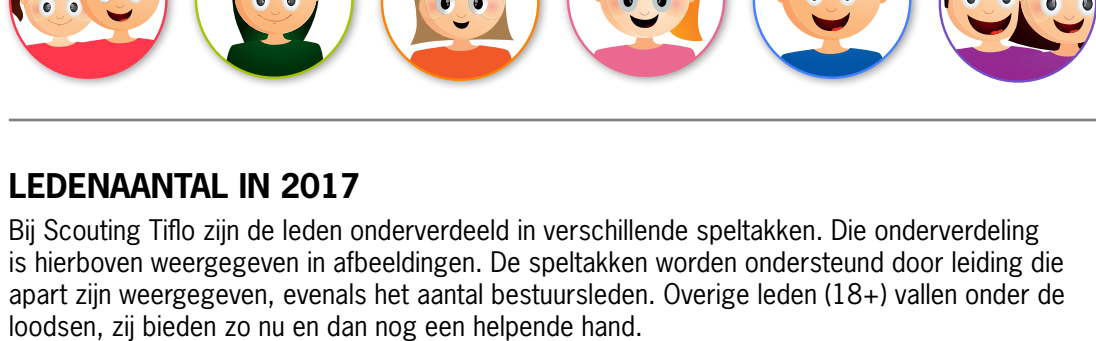 LEDENAANTAL IN 2017
Bij Scouting Tiflo zijn de leden onderverdeeld in verschillende speltakken. Die onderverdeling
is hierboven weergegeven in afbeeldingen. De speltakken worden ondersteund door leiding die
apart zijn weergegeven, evenals het aantal bestuursleden. Overige leden (18+) vallen onder de
loodsen, zij bieden zo nu en dan nog een helpende hand.